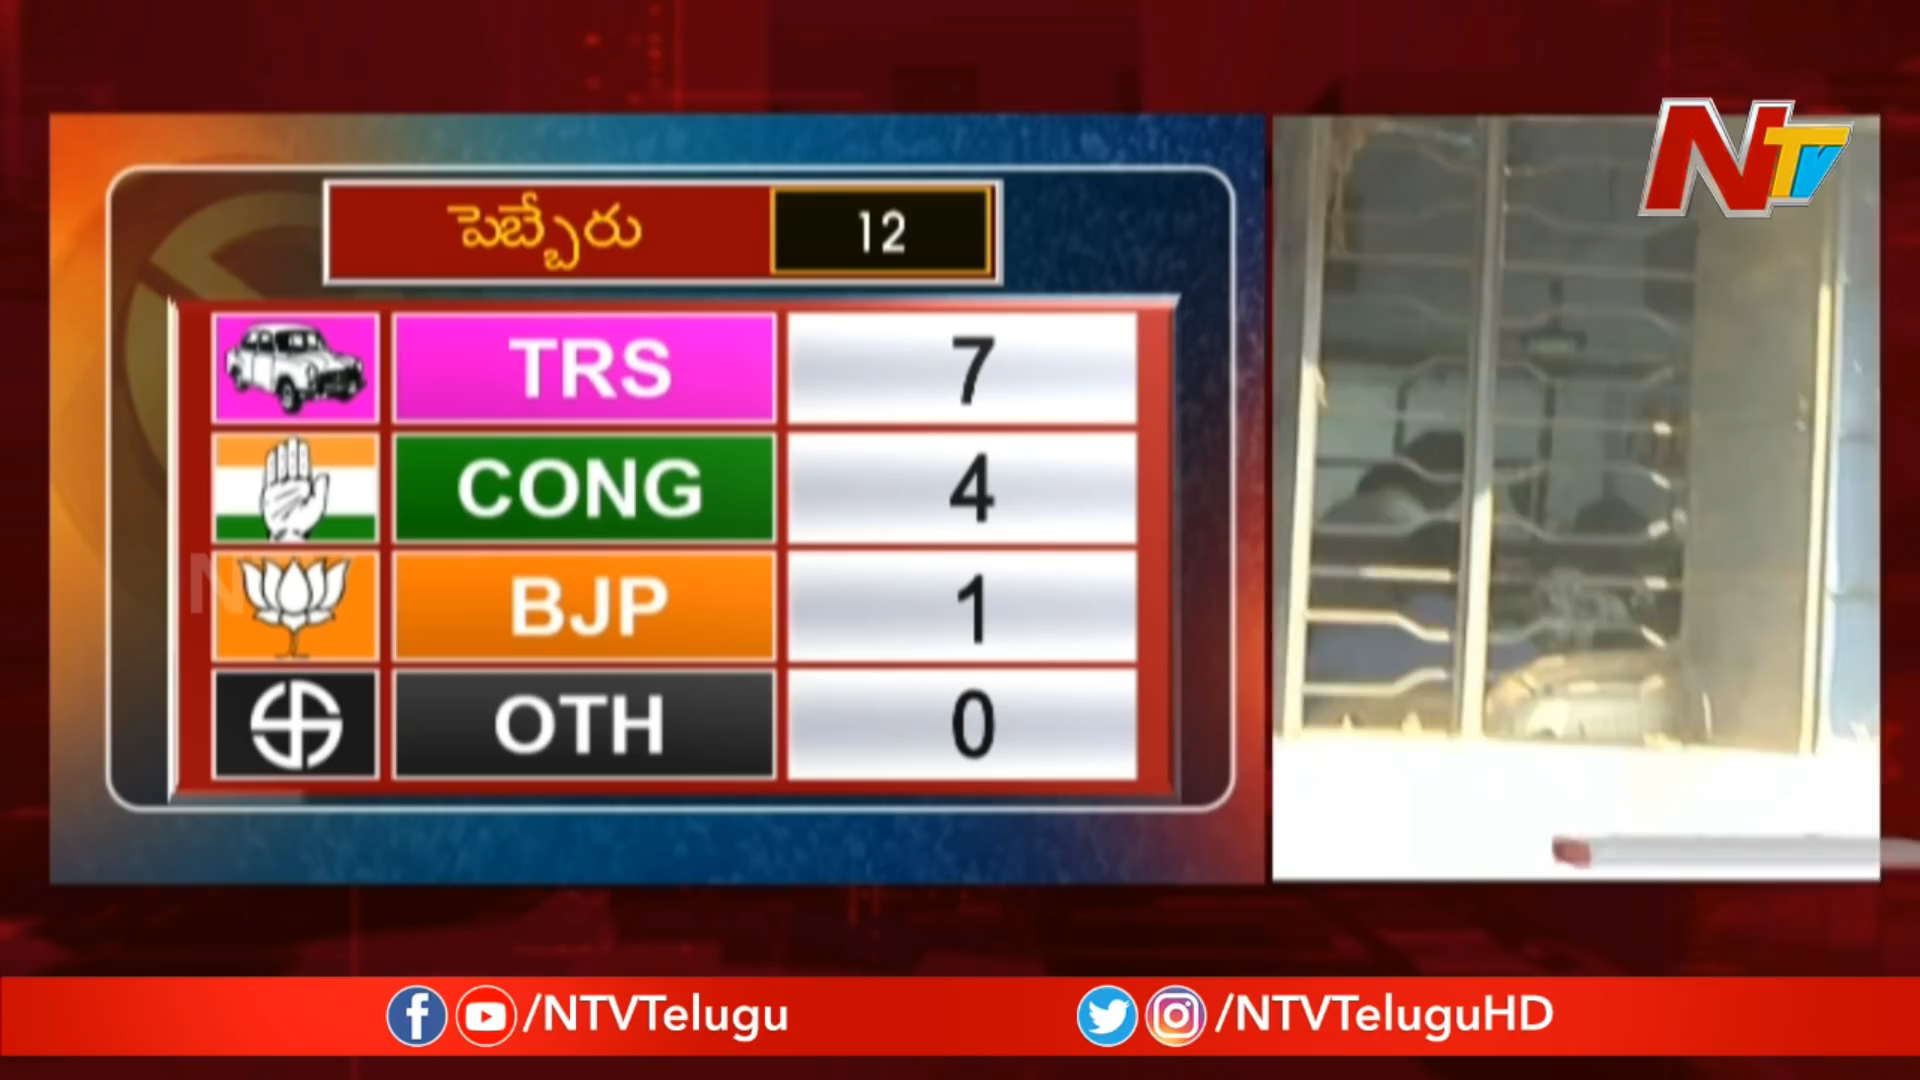 NTV
పెబ్బేరు 12
TRS 7
CONG 4
BJP 1
OTH 0
/NTVTelugu /NTVTeluguHD